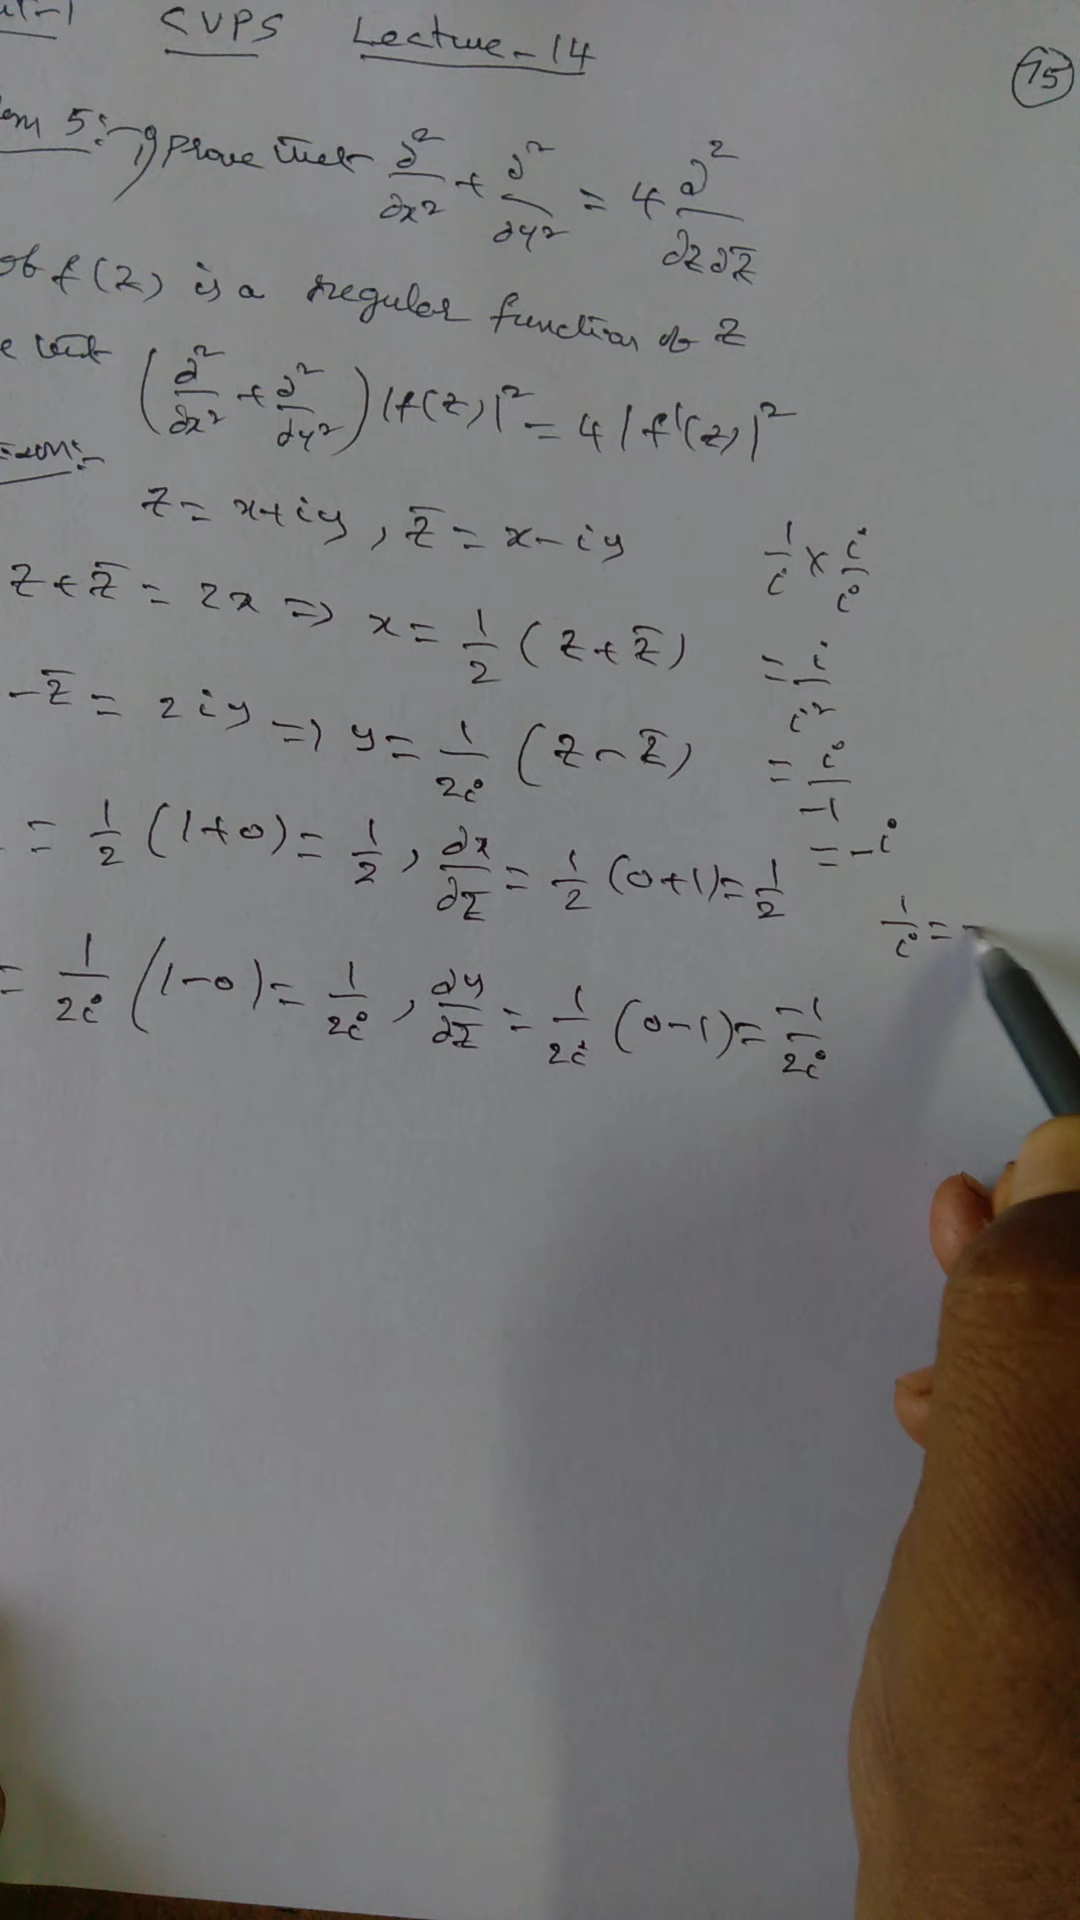 CVPS Lecture-14
75
5:- i) Prove that ∂²/∂x² + ∂²/∂y² = 4 ∂²/∂z∂z̄
f(z) is a regular function of z
(∂²/∂x² + ∂²/∂y²) |f(z)|² = 4 |f'(z)|²
z = x+iy, z̄ = x-iy
z+z̄ = 2x ⇒ x = 1/2 (z+z̄)
-z̄ = 2iy ⇒ y = 1/2i (z-z̄)
= 1/2 (1+0) = 1/2, ∂x/∂z̄ = 1/2 (0+1) = 1/2
= 1/2i (1-0) = 1/2i, ∂y/∂z̄ = 1/2i (0-1) = -1/2i
1/i × i/i
= i/i²
= i/-1
= -i
1/i = -